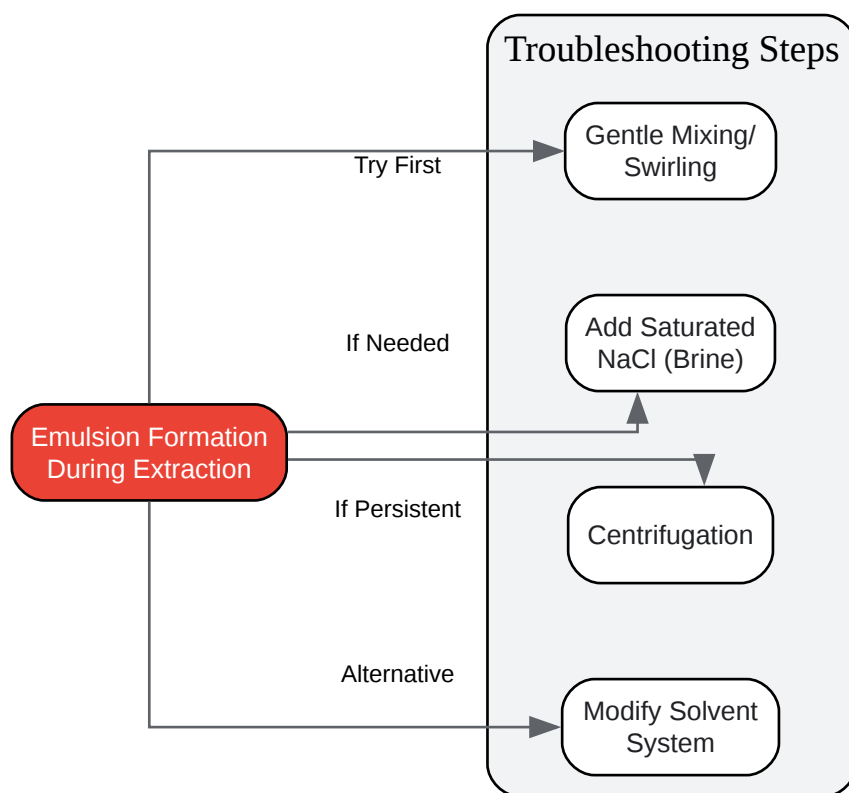 Troubleshooting Steps
Gentle Mixing/
Swirling
Try First
If Needed
Add Saturated
NaCl (Brine)
Emulsion Formation
During Extraction
If Persistent
Centrifugation
Alternative
Modify Solvent
System